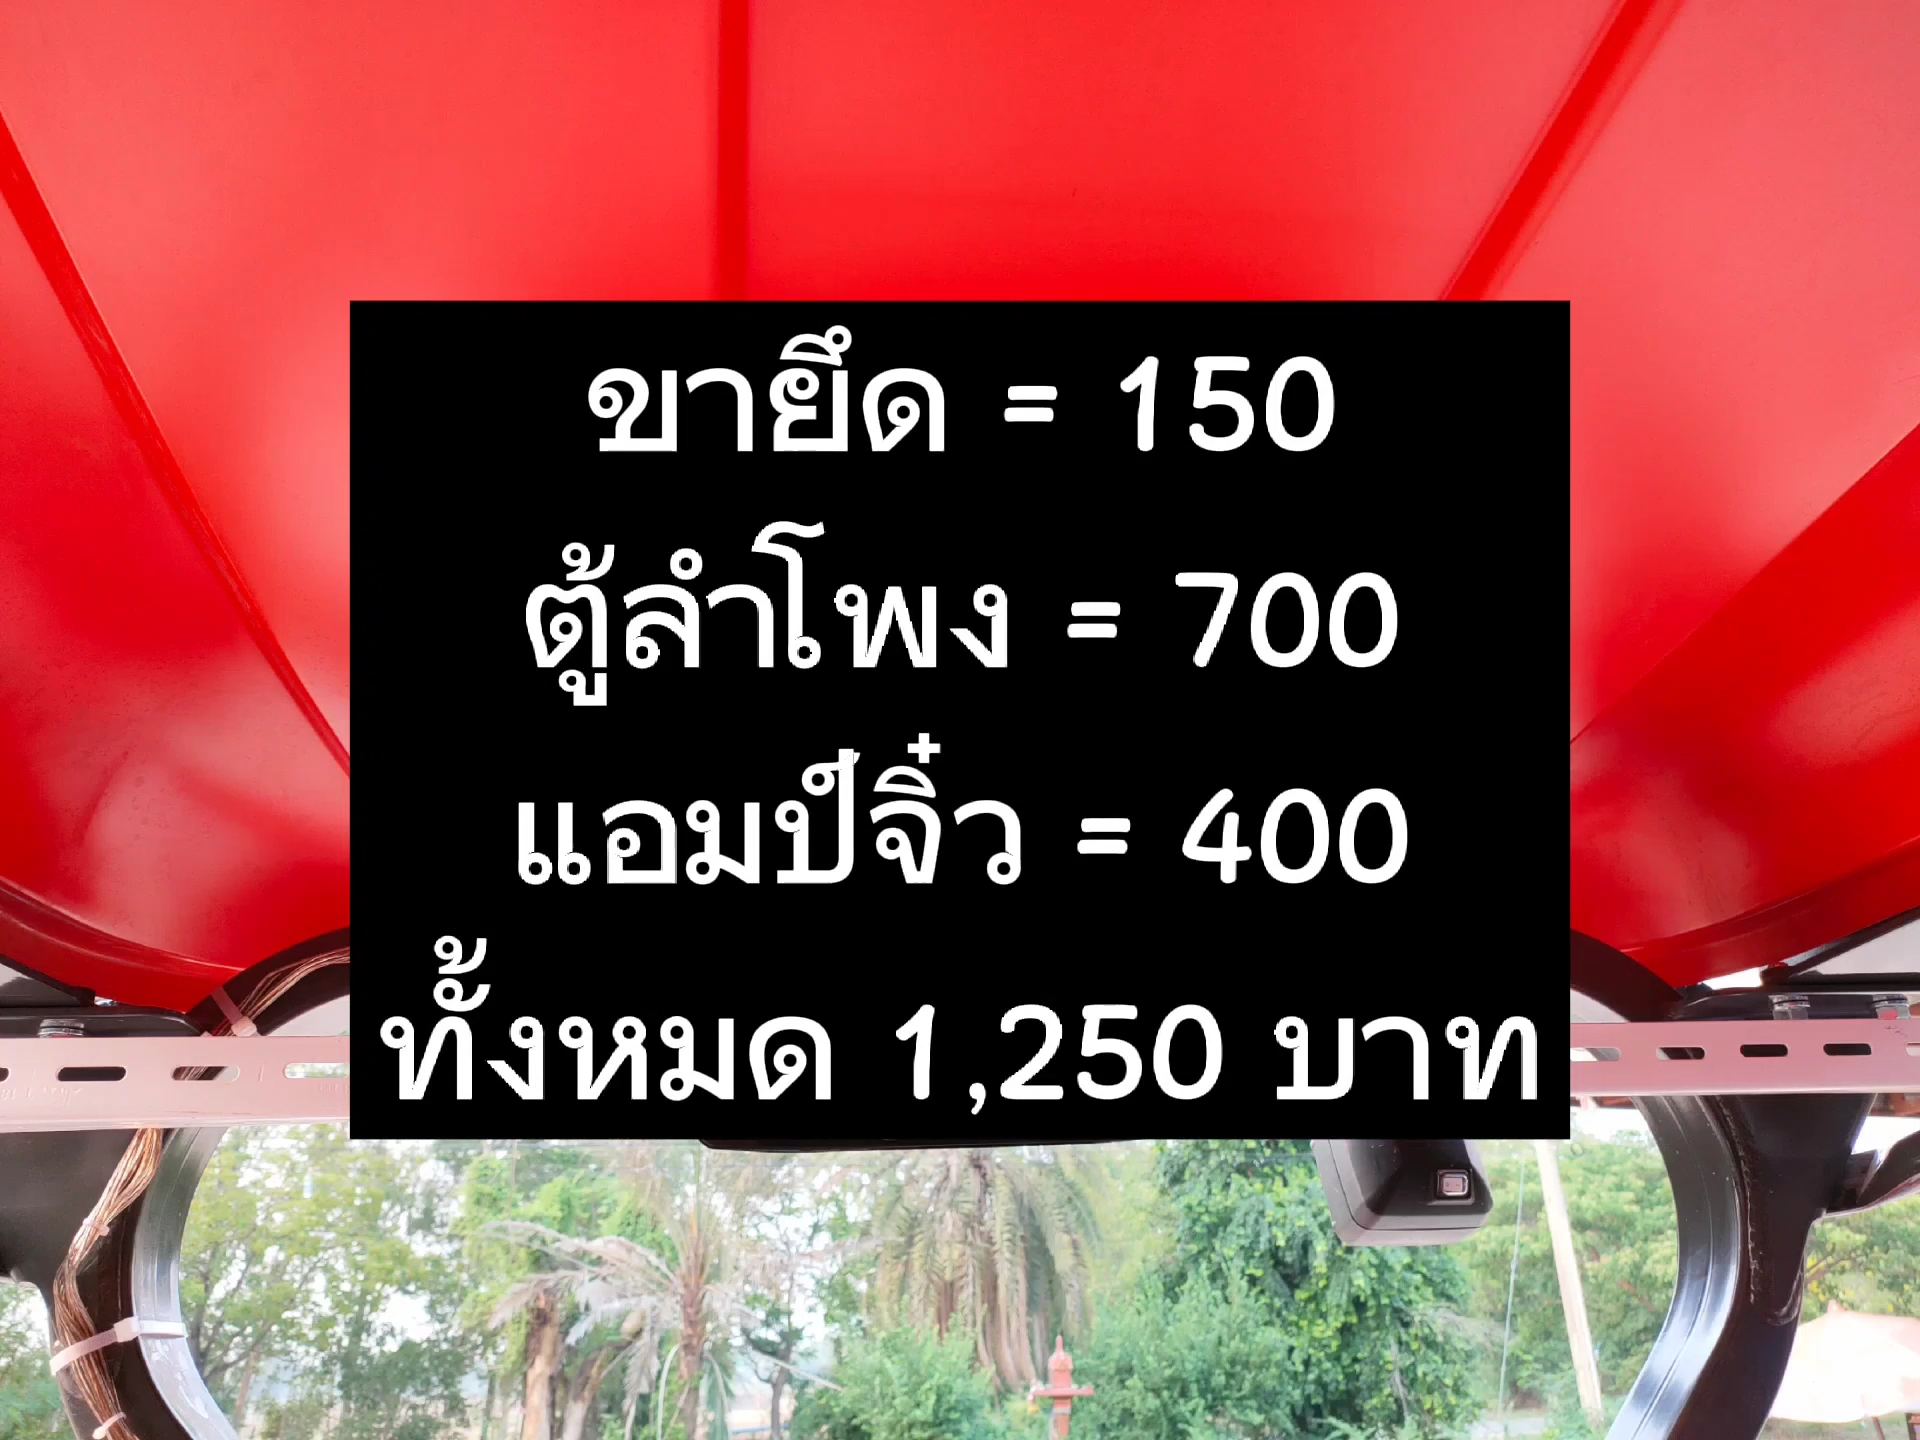 ขายึด = 150
ตู้ลำโพง = 700
แอมป์จิ๋ว = 400
ทั้งหมด 1,250 บาท